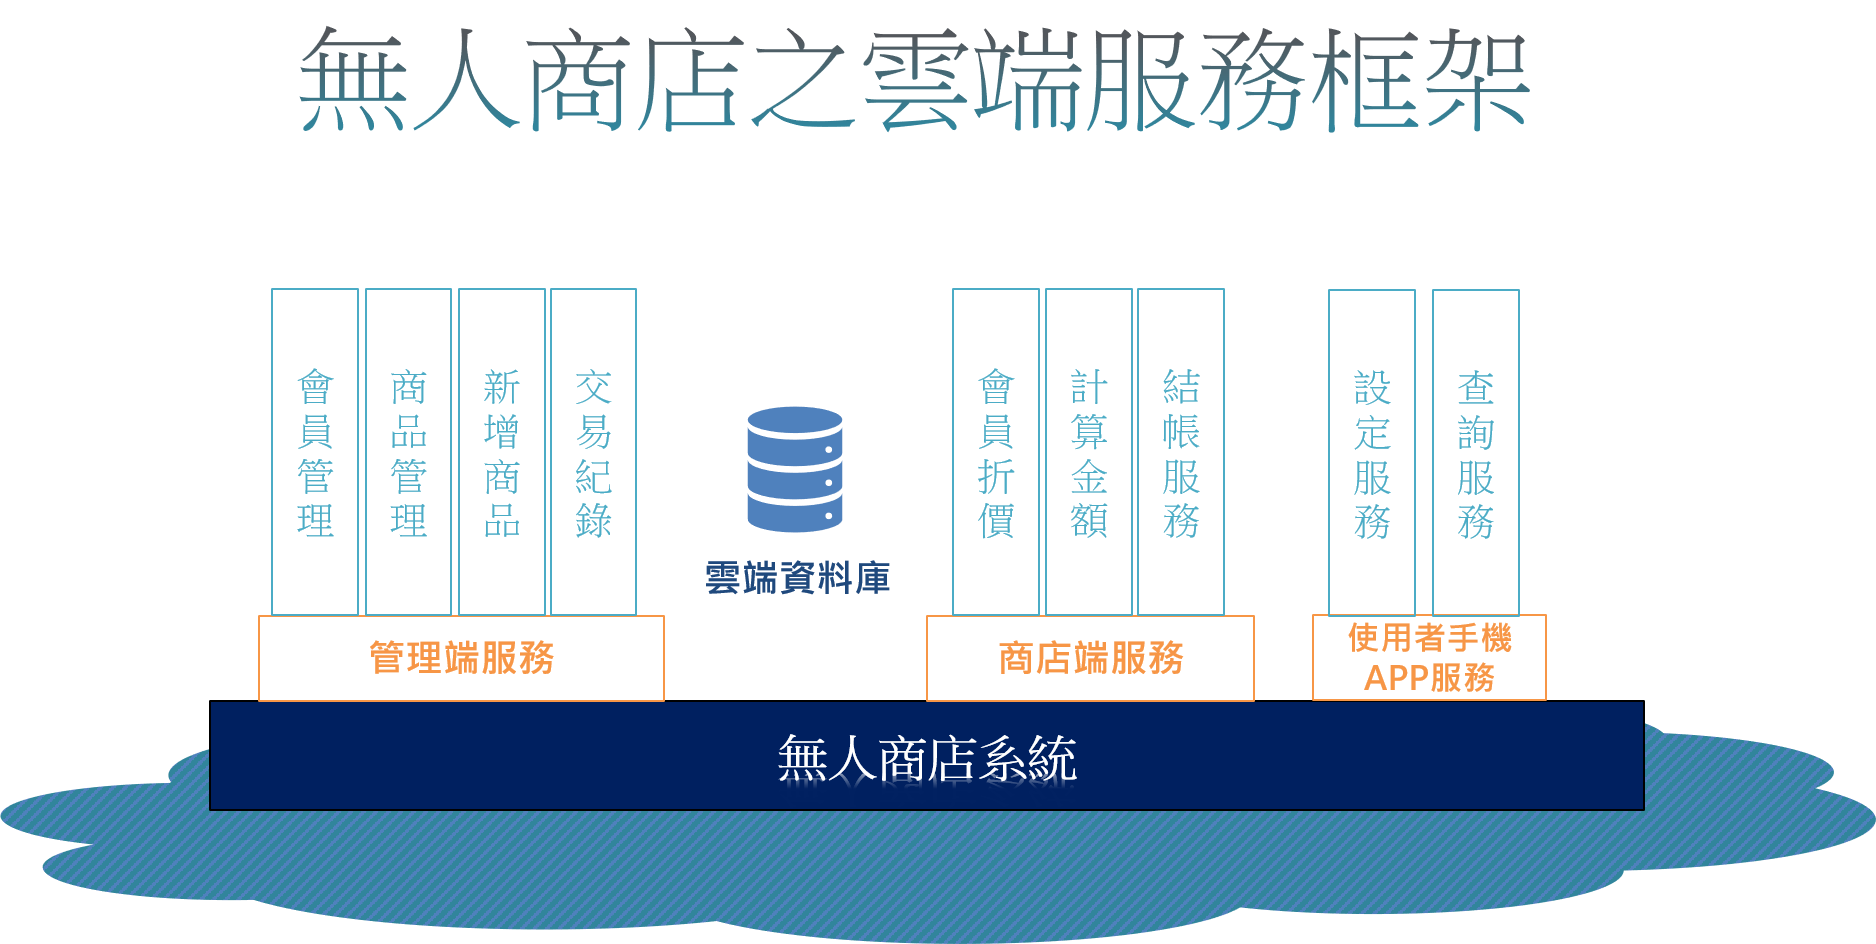 無人商店之雲端服務框架
會員管理
商品管理
新增商品
交易紀錄
雲端資料庫
會員折價
計算金額
結帳服務
設定服務
查詢服務
管理端服務
商店端服務
使用者手機
APP服務
無人商店系統